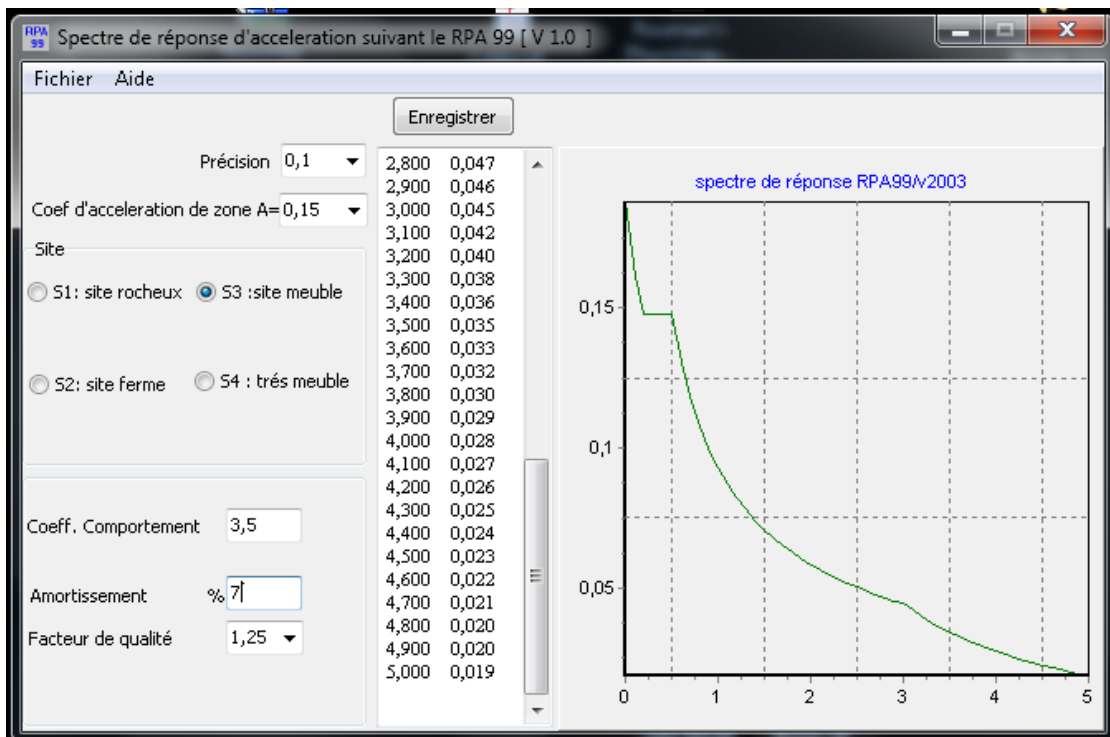 RPA
99
Spectre de réponse d'acceleration suivant le RPA 99 [ V 1.0 ]
Fichier Aide
Enregistrer
Précision 0,1
Coef d'acceleration de zone A= 0,15
Site
S1: site rocheux S3 :site meuble
S2: site ferme S4 : trés meuble
Coeff. Comportement 3,5
Amortissement % 7
Facteur de qualité 1,25
2,800 0,047
2,900 0,046
3,000 0,045
3,100 0,042
3,200 0,040
3,300 0,038
3,400 0,036
3,500 0,035
3,600 0,033
3,700 0,032
3,800 0,030
3,900 0,029
4,000 0,028
4,100 0,027
4,200 0,026
4,300 0,025
4,400 0,024
4,500 0,023
4,600 0,022
4,700 0,021
4,800 0,020
4,900 0,020
5,000 0,019
spectre de réponse RPA99/v2003
0,15
0,1
0,05
0 1 2 3 4 5